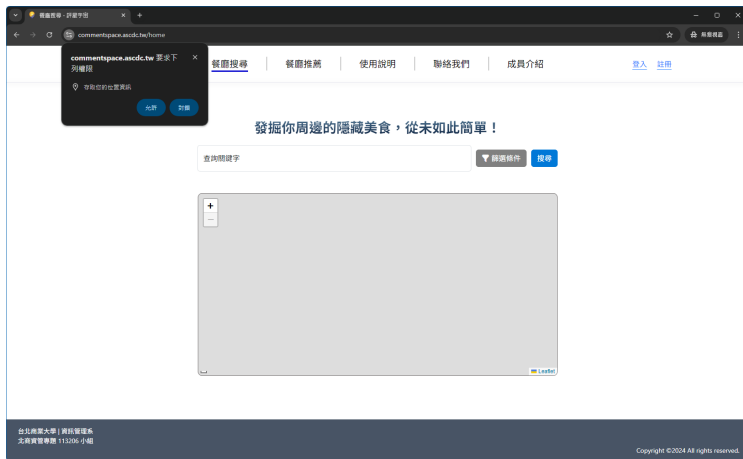 餐廳搜尋 - 評星宇宙
commentspace.ascdc.tw/home
無痕視窗
commentspace.ascdc.tw 要求下
列權限
存取您的位置資訊
允許 封鎖
餐廳搜尋 餐廳推薦 使用說明 聯絡我們 成員介紹
登入 註冊
發掘你周邊的隱藏美食，從未如此簡單！
查詢關鍵字
篩選條件 搜尋
+
−
Leaflet
台北商業大學 | 資訊管理系
北商資管專題 113206 小組
Copyright ©2024 All rights reserved.